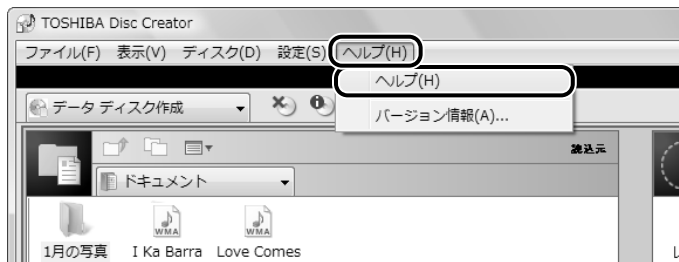 TOSHIBA Disc Creator
ファイル(F) 表示(V) ディスク(D) 設定(S) ヘルプ(H)
ヘルプ(H)
データ ディスク作成
バージョン情報(A)...
読込元
ドキュメント
WMA WMA
1月の写真 I Ka Barra Love Comes